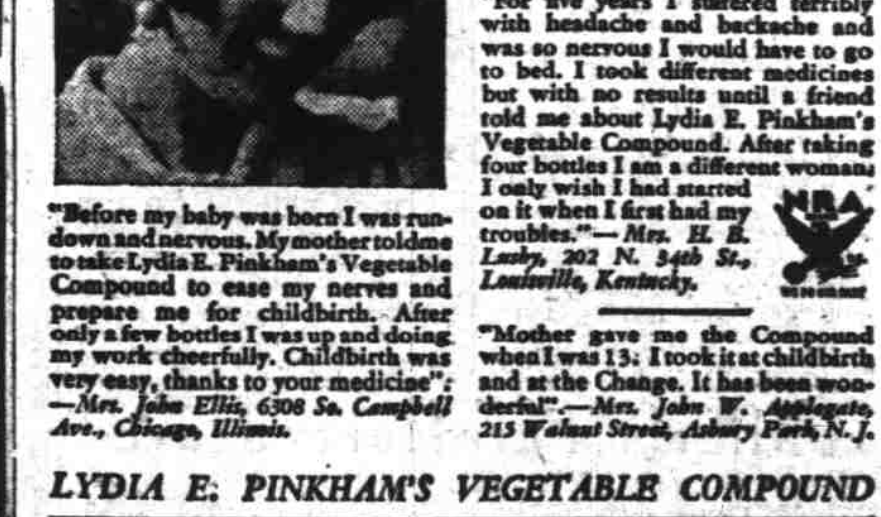 "Before my baby was born I was run-
down and nervous. My mother told me
to take Lydia E. Pinkham's Vegetable
Compound to ease my nerves and
prepare me for childbirth. After
only a few bottles I was up and doing
my work cheerfully. Childbirth was
very easy, thanks to your medicine".
—Mrs. John Ellis, 6308 So. Campbell
Ave., Chicago, Illinois.
"For five years I suffered terribly
with headache and backache and
was so nervous I would have to go
to bed. I took different medicines
but with no results until a friend
told me about Lydia E. Pinkham's
Vegetable Compound. After taking
four bottles I am a different woman.
I only wish I had started
on it when I first had my
troubles."—Mrs. H. B.
Lusby, 202 N. 34th St.,
Louisville, Kentucky.
NRA
"Mother gave me the Compound
when I was 13. I took it at childbirth
and at the Change. It has been won-
derful".—Mrs. John W. Applegate,
215 Walnut Street, Asbury Park, N. J.
LYDIA E. PINKHAM'S VEGETABLE COMPOUND